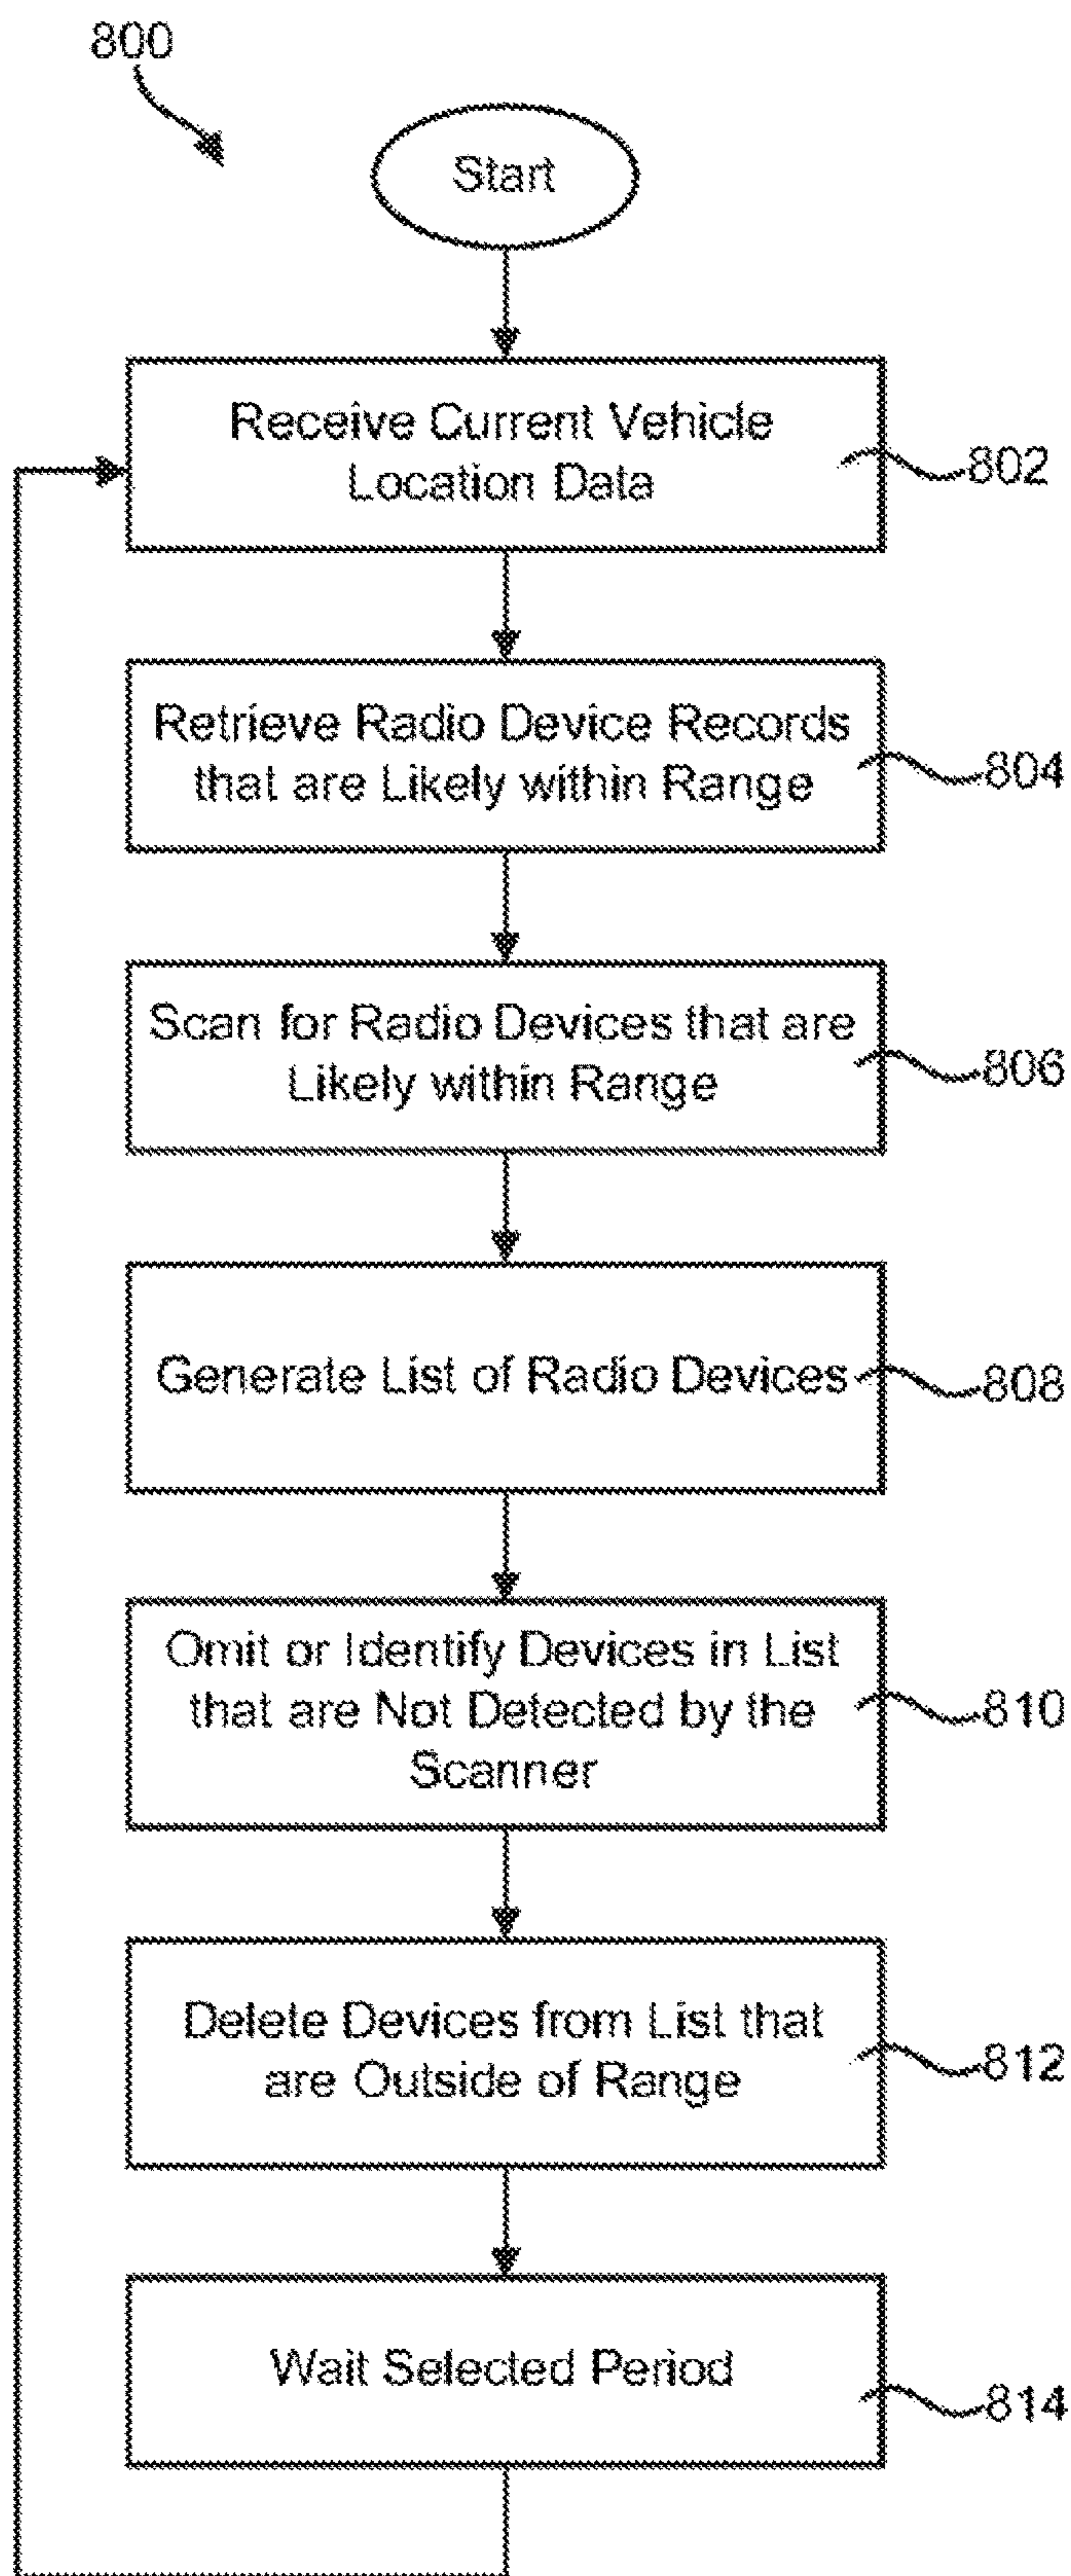 800
Start
Receive Current Vehicle
Location Data
802
Retrieve Radio Device Records
that are Likely within Range
804
Scan for Radio Devices that are
Likely within Range
806
Generate List of Radio Devices
808
Omit or Identify Devices in List
that are Not Detected by the
Scanner
810
Delete Devices from List that
are Outside of Range
812
Wait Selected Period
814